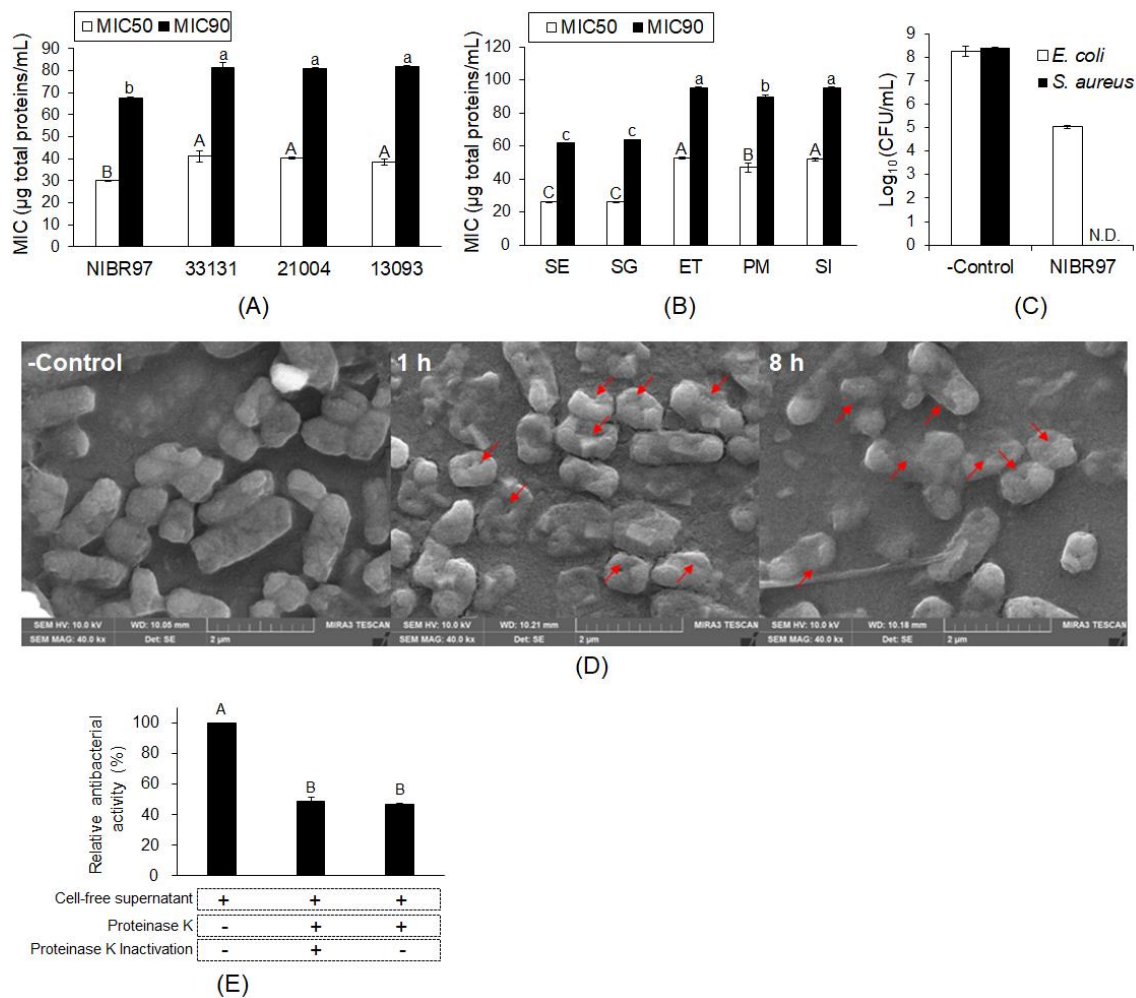 MIC50 MIC90
MIC (µg total proteins/mL)
90
80
70
60
50
40
30
20
10
0
B b A a A a A a
NIBR97 33131 21004 13093
(A)
MIC50 MIC90
MIC (µg total proteins/mL)
120
100
80
60
40
20
0
C c C c A a B b A a
SE SG ET PM SI
(B)
Log10 (CFU/mL)
9
8
7
6
5
4
3
2
1
0
E. coli
S. aureus
N.D.
-Control NIBR97
(C)
-Control
SEM HV: 10.0 kV WD: 10.05 mm MIRA3 TESCAN
SEM MAG: 40.0 kx Det: SE 2 µm
1 h
SEM HV: 10.0 kV WD: 10.21 mm MIRA3 TESCAN
SEM MAG: 40.0 kx Det: SE 2 µm
8 h
SEM HV: 10.0 kV WD: 10.18 mm MIRA3 TESCAN
SEM MAG: 40.0 kx Det: SE 2 µm
(D)
Relative antibacterial
activity (%)
100
80
60
40
20
0
A B B
Cell-free supernatant + + +
Proteinase K - + +
Proteinase K Inactivation - + -
(E)